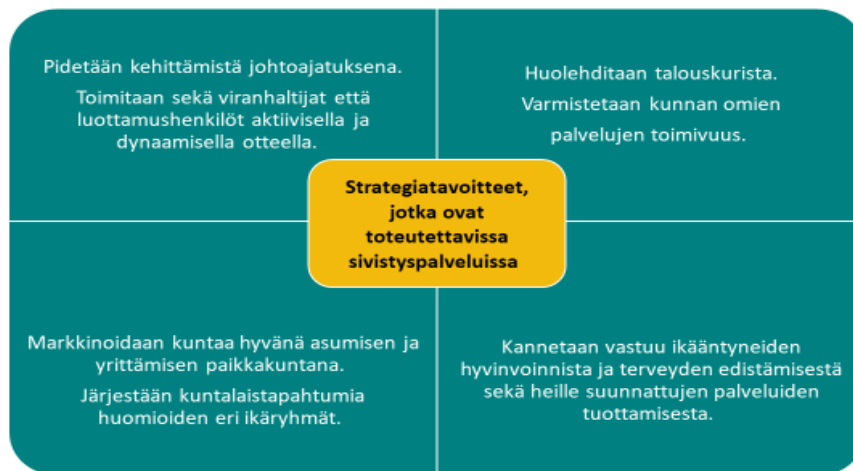 Pidetään kehittämistä johtoajatuksena.
Toimitaan sekä viranhaltijat että
luottamushenkilöt aktiivisella ja
dynaamisella otteella.
Huolehditaan talouskurista.
Varmistetaan kunnan omien
palvelujen toimivuus.
Strategiatavoitteet,
jotka ovat
toteutettavissa
sivistyspalveluissa
Markkinoidaan kuntaa hyvänä asumisen ja
yrittämisen paikkakuntana.
Järjestään kuntalaistapahtumia
huomioiden eri ikäryhmät.
Kannetaan vastuu ikääntyneiden
hyvinvoinnista ja terveyden edistämisestä
sekä heille suunnattujen palveluiden
tuottamisesta.